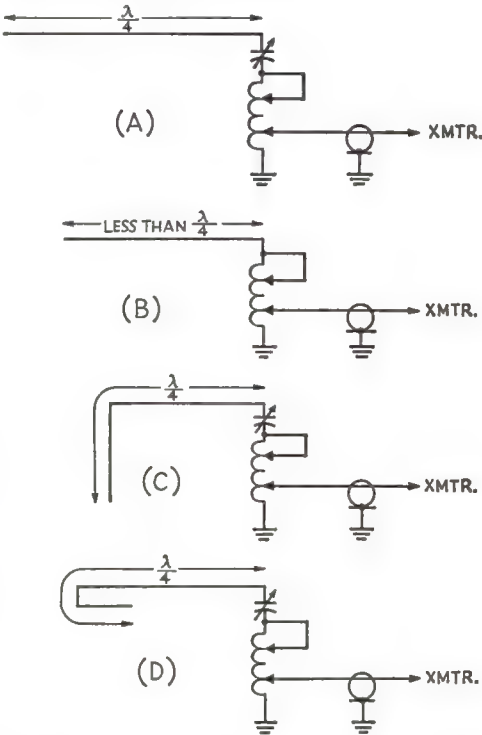 λ/4
(A)
XMTR.
LESS THAN λ/4
(B)
XMTR.
λ/4
(C)
XMTR.
λ/4
(D)
XMTR.